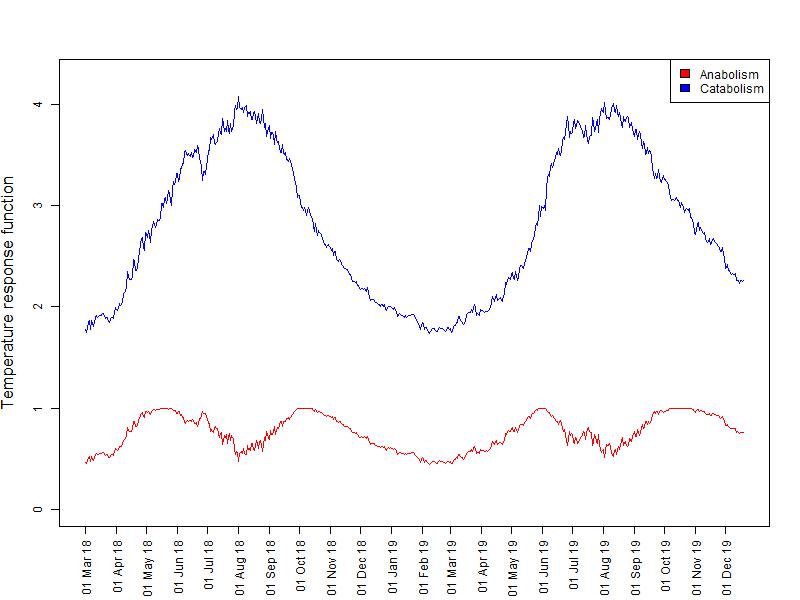 Anabolism
Catabolism
Temperature response function
4
3
2
1
0
01 Mar 18
01 Apr 18
01 May 18
01 Jun 18
01 Jul 18
01 Aug 18
01 Sep 18
01 Oct 18
01 Nov 18
01 Dec 18
01 Jan 19
01 Feb 19
01 Mar 19
01 Apr 19
01 May 19
01 Jun 19
01 Jul 19
01 Aug 19
01 Sep 19
01 Oct 19
01 Nov 19
01 Dec 19